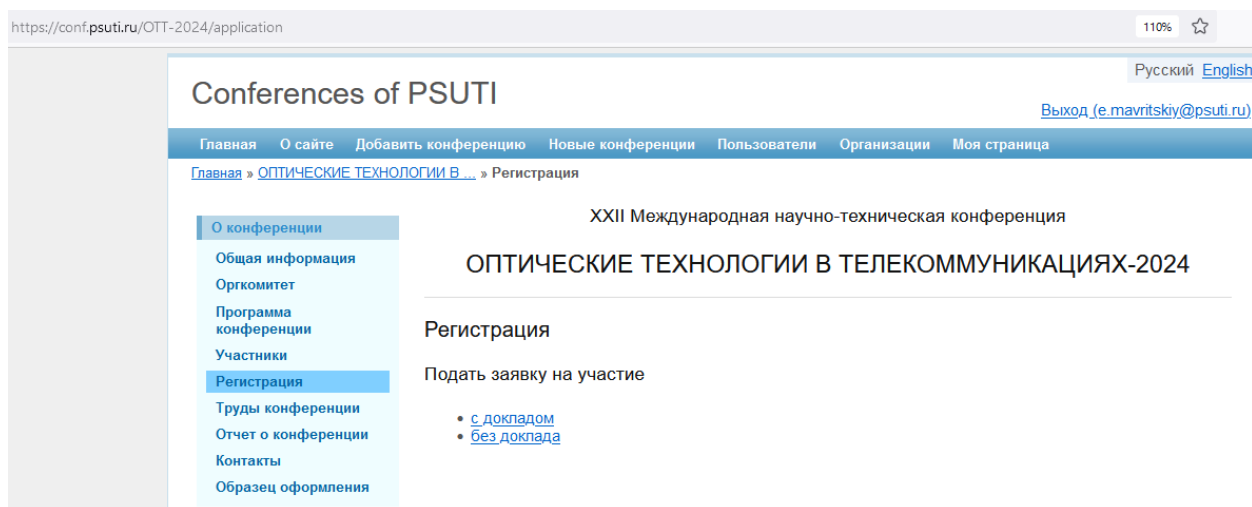 https://conf.psuti.ru/OTT-2024/application
110%
Русский English
Conferences of PSUTI
Выход (e.mavritskiy@psuti.ru)
Главная О сайте Добавить конференцию Новые конференции Пользователи Организации Моя страница
Главная » ОПТИЧЕСКИЕ ТЕХНОЛОГИИ В ... » Регистрация
О конференции
Общая информация
Оргкомитет
Программа
конференции
Участники
Регистрация
Труды конференции
Отчет о конференции
Контакты
Образец оформления
XXII Международная научно-техническая конференция
ОПТИЧЕСКИЕ ТЕХНОЛОГИИ В ТЕЛЕКОММУНИКАЦИЯХ-2024
Регистрация
Подать заявку на участие
• с докладом
• без доклада